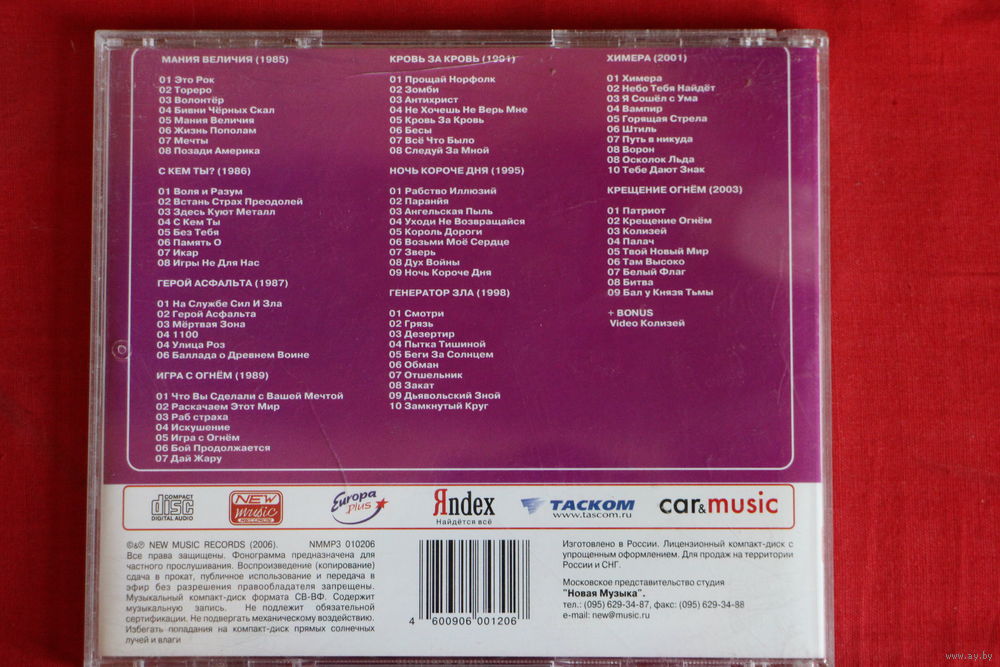 МАНИЯ ВЕЛИЧИЯ (1985)
01 Это Рок
02 Тореро
03 Волонтёр
04 Бивни Чёрных Скал
05 Мания Величия
06 Жизнь Пополам
07 Мечты
08 Позади Америка
С КЕМ ТЫ? (1986)
01 Воля и Разум
02 Встань Страх Преодолей
03 Здесь Куют Металл
04 С Кем Ты
05 Без Тебя
06 Память О
07 Икар
08 Игры Не Для Нас
ГЕРОЙ АСФАЛЬТА (1987)
01 На Службе Сил И Зла
02 Герой Асфальта
03 Мёртвая Зона
04 1100
04 Улица Роз
06 Баллада о Древнем Воине
ИГРА С ОГНЁМ (1989)
01 Что Вы Сделали с Вашей Мечтой
02 Раскачаем Этот Мир
03 Раб страха
04 Искушение
05 Игра с Огнём
06 Бой Продолжается
07 Дай Жару
КРОВЬ ЗА КРОВЬ (1991)
01 Прощай Норфолк
02 Зомби
03 Антихрист
04 Не Хочешь Не Верь Мне
05 Кровь За Кровь
06 Бесы
07 Всё Что Было
08 Следуй За Мной
НОЧЬ КОРОЧЕ ДНЯ (1995)
01 Рабство Иллюзий
02 Паранйя
03 Ангельская Пыль
04 Уходи Не Возвращайся
05 Король Дороги
06 Возьми Моё Сердце
07 Зверь
08 Дух Войны
09 Ночь Короче Дня
ГЕНЕРАТОР ЗЛА (1998)
01 Смотри
02 Грязь
03 Дезертир
04 Пытка Тишиной
05 Беги За Солнцем
06 Обман
07 Отшельник
08 Закат
09 Дьявольский Зной
10 Замкнутый Круг
ХИМЕРА (2001)
01 Химера
02 Небо Тебя Найдёт
03 Я Сошёл с Ума
04 Вампир
05 Горящая Стрела
06 Штиль
07 Путь в никуда
08 Ворон
08 Осколок Льда
10 Тебе Дают Знак
КРЕЩЕНИЕ ОГНЁМ (2003)
01 Патриот
02 Крещение Огнём
03 Колизей
04 Палач
05 Твой Новый Мир
06 Там Высоко
07 Белый Флаг
08 Битва
09 Бал у Князя Тьмы
+ BONUS
Video Колизей
COMPACT
disc
DIGITAL AUDIO
NEW
music
RECORDS
Europa
plus
Яndex
Найдётся всё
ТАСКОМ
www.tascom.ru
car&music
©&℗ NEW MUSIC RECORDS (2006). NMMP3 010206
Все права защищены. Фонограмма предназначена для
частного прослушивания. Воспроизведение (копирование)
сдача в прокат, публичное использование и передача в
эфир без разрешения правообладателя запрещены.
Музыкальный компакт-диск формата СВ-ВФ. Содержит
музыкальную запись. Не подлежит обязательной
сертификации. Не подвергать механическому воздействию.
Избегать попадания на компакт-диск прямых солнечных
лучей и влаги
4 600906 001206
Изготовлено в России. Лицензионный компакт-диск с
упрощенным оформлением. Для продаж на территории
России и СНГ.
Московское представительство студия
"Новая Музыка".
тел.: (095) 629-34-87, факс: (095) 629-34-88
e-mail: new@music.ru
www.ay.by